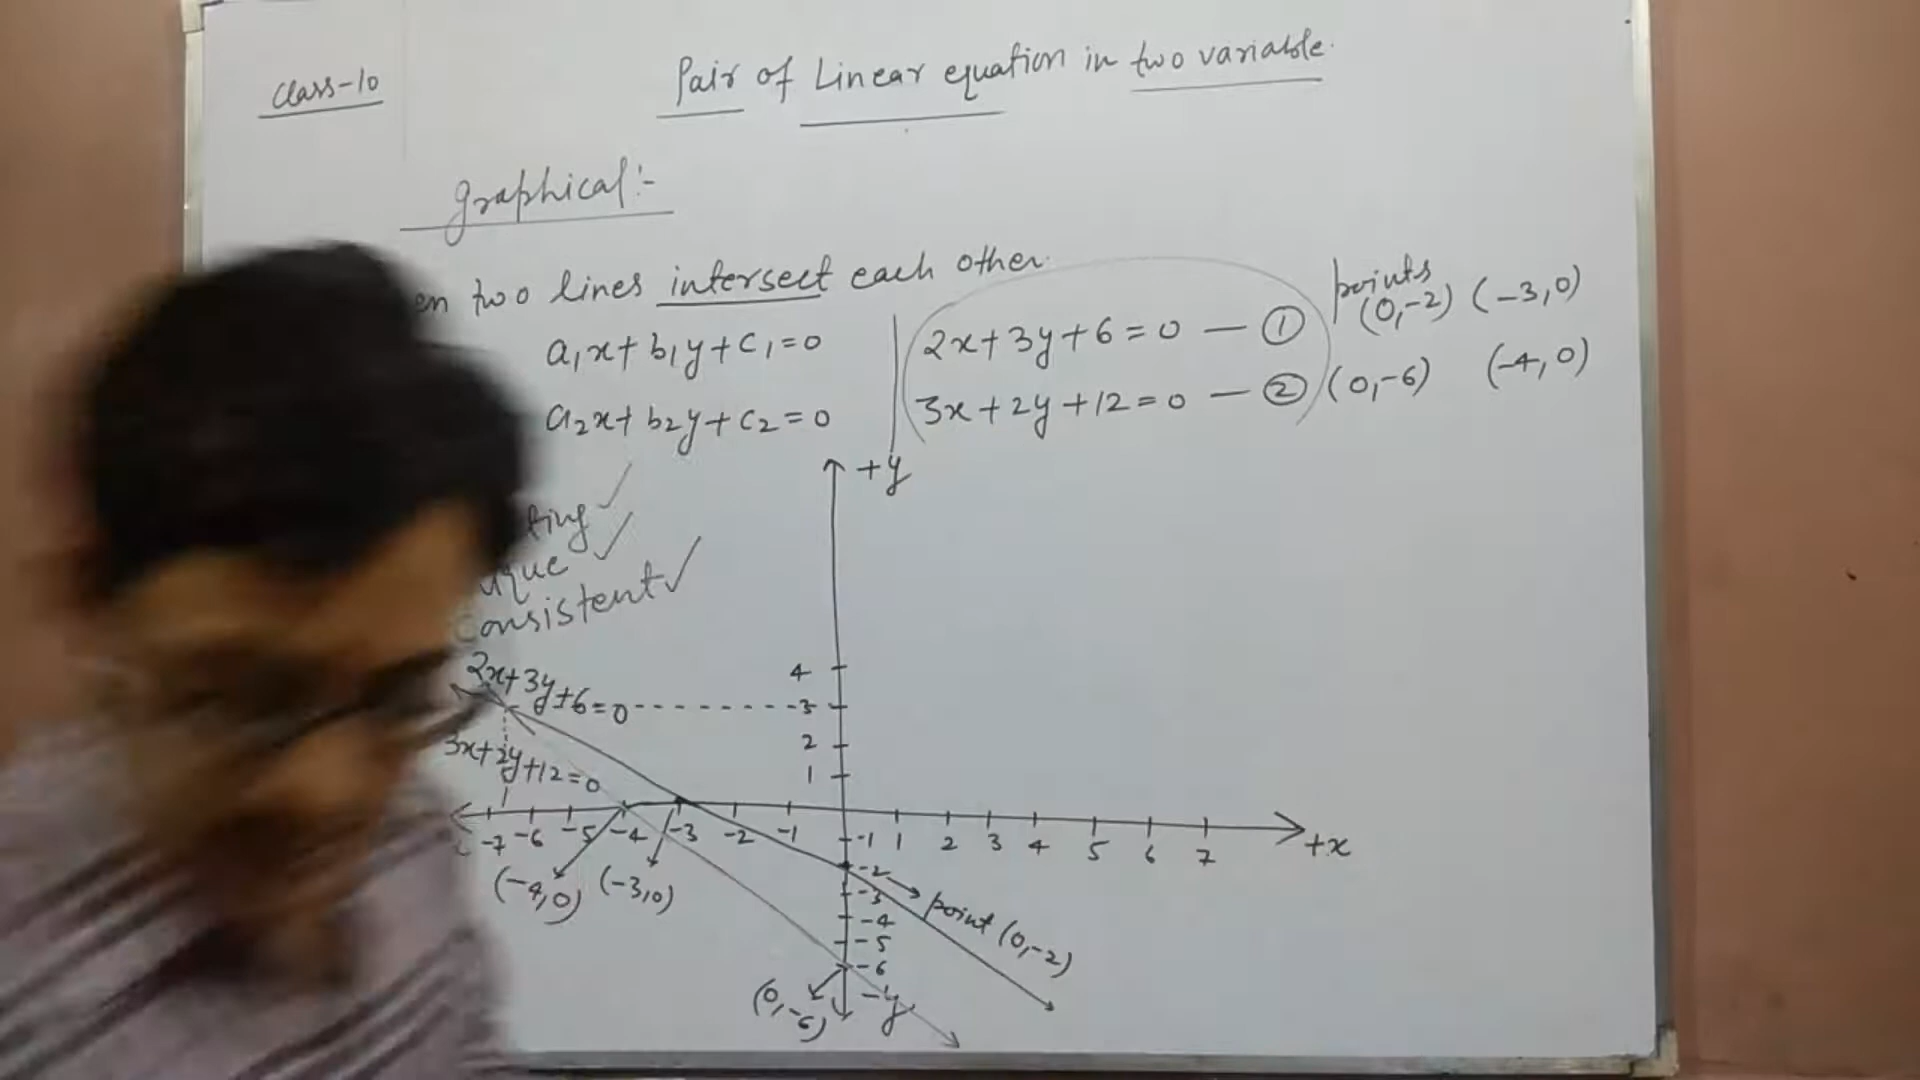 Class-10
Pair of Linear equation in two variable.
graphical:-
en two lines intersect each other.
a₁x+b₁y+c₁=0
a₂x+b₂y+c₂=0
2x+3y+6=0 — ①
3x+2y+12=0 — ②
points
(0,-2) (-3,0)
(0,-6) (-4,0)
+y
ting ✓
que ✓
consistent ✓
2x+3y+6=0
3x+2y+12=0
4
3
2
1
-7 -6 -5 -4 -3 -2 -1 1 2 3 4 5 6 7
+x
-1
-2
-3
-4
-5
-6
-y
(-4,0) (-3,0)
point (0,-2)
(0,-6)